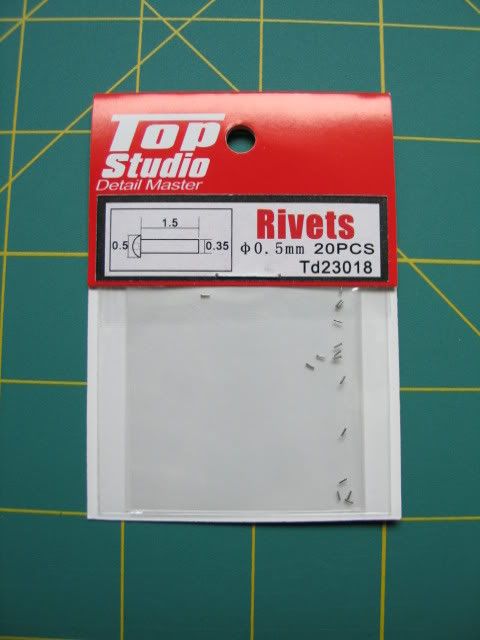 Top
Studio
Detail Master
1.5
0.5
0.35
Rivets
Φ0.5mm 20PCS
Td23018